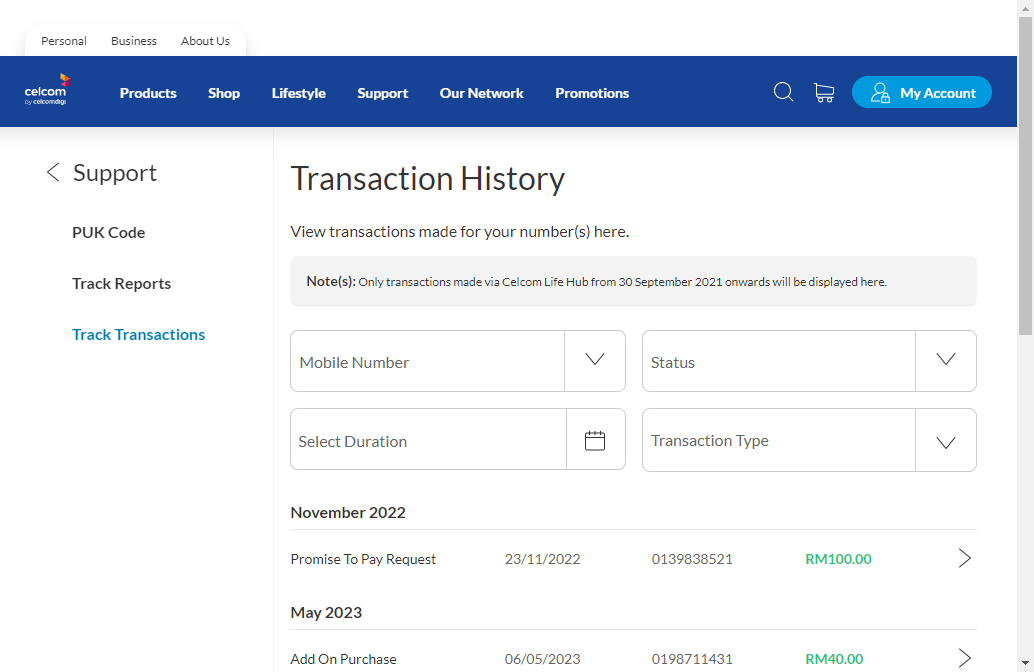 Personal Business About Us
celcom
by celcomdigi
Products Shop Lifestyle Support Our Network Promotions My Account
Support
PUK Code
Track Reports
Track Transactions
Transaction History
View transactions made for your number(s) here.
Note(s): Only transactions made via Celcom Life Hub from 30 September 2021 onwards will be displayed here.
Mobile Number Status
Select Duration Transaction Type
November 2022
Promise To Pay Request 23/11/2022 0139838521 RM100.00
May 2023
Add On Purchase 06/05/2023 0198711431 RM40.00